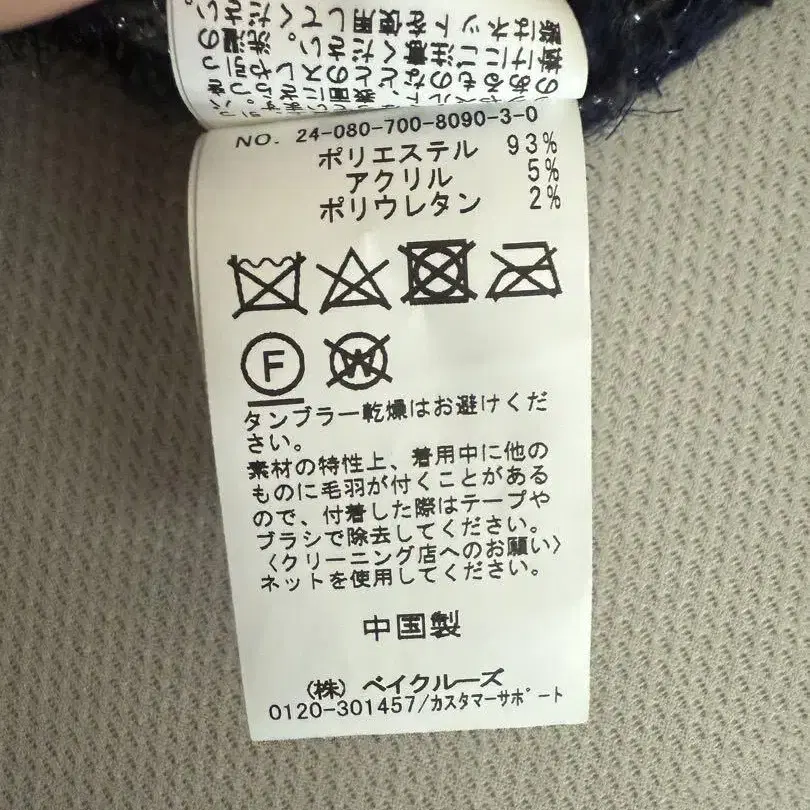 NO. 24-080-700-8090-3-0
ポリエステル 93%
アクリル 5%
ポリウレタン 2%
F
W
タンブラー乾燥はお避けくだ
さい。
素材の特性上、着用中に他の
ものに毛羽が付くことがある
ので、付着した際はテープや
ブラシで除去してください。
〈クリーニング店へのお願い〉
ネットを使用してください。
中国製
(株) ベイクルーズ
0120-301457/カスタマーサポート